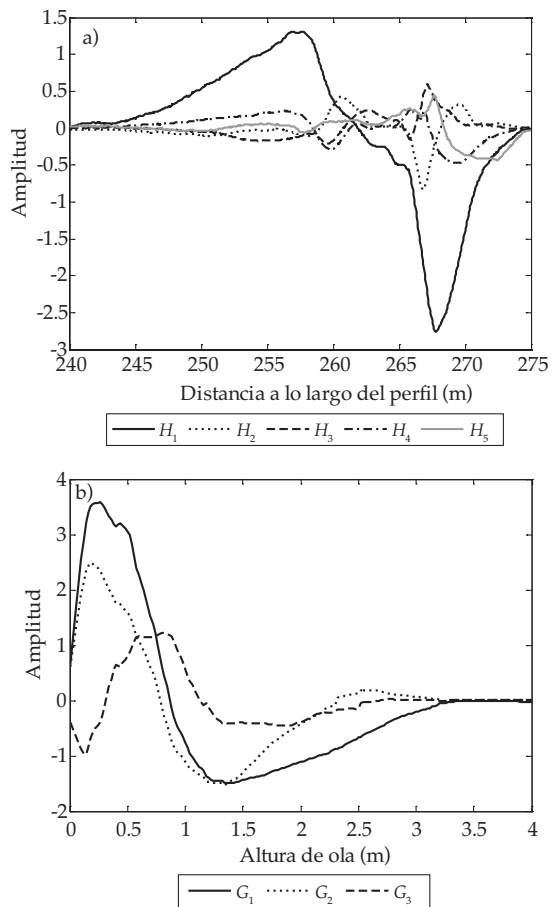 a)
1.5
1
0.5
0
-0.5
-1
-1.5
-2
-2.5
-3
Amplitud
240 245 250 255 260 265 270 275
Distancia a lo largo del perfil (m)
H1 H2 H3 H4 H5
b)
4
3
2
1
0
-1
-2
Amplitud
0 0.5 1 1.5 2 2.5 3 3.5 4
Altura de ola (m)
G1 G2 G3